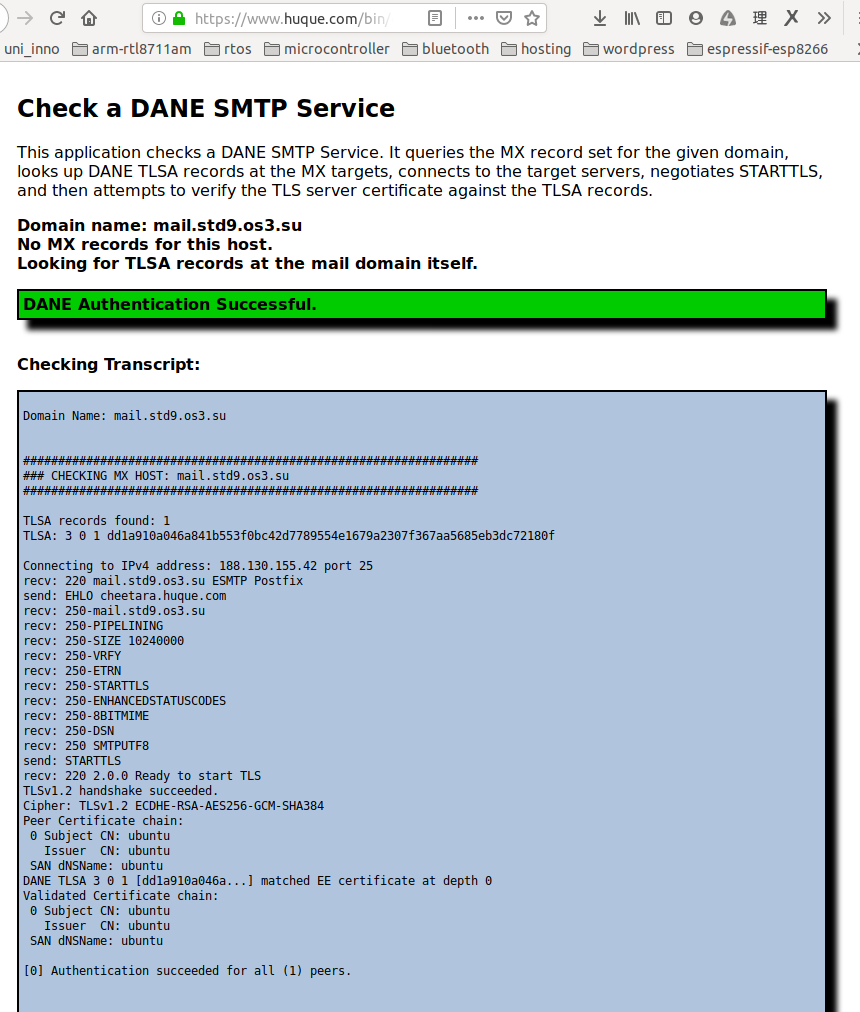 https://www.huque.com/bin/
理
uni_inno arm-rtl8711am rtos microcontroller bluetooth hosting wordpress espressif-esp8266
Check a DANE SMTP Service
This application checks a DANE SMTP Service. It queries the MX record set for the given domain,
looks up DANE TLSA records at the MX targets, connects to the target servers, negotiates STARTTLS,
and then attempts to verify the TLS server certificate against the TLSA records.
Domain name: mail.std9.os3.su
No MX records for this host.
Looking for TLSA records at the mail domain itself.
DANE Authentication Successful.
Checking Transcript:
Domain Name: mail.std9.os3.su
#################################################################
### CHECKING MX HOST: mail.std9.os3.su
#################################################################
TLSA records found: 1
TLSA: 3 0 1 dd1a910a046a841b553f0bc42d7789554e1679a2307f367aa5685eb3dc72180f
Connecting to IPv4 address: 188.130.155.42 port 25
recv: 220 mail.std9.os3.su ESMTP Postfix
send: EHLO cheetara.huque.com
recv: 250-mail.std9.os3.su
recv: 250-PIPELINING
recv: 250-SIZE 10240000
recv: 250-VRFY
recv: 250-ETRN
recv: 250-STARTTLS
recv: 250-ENHANCEDSTATUSCODES
recv: 250-8BITMIME
recv: 250-DSN
recv: 250 SMTPUTF8
send: STARTTLS
recv: 220 2.0.0 Ready to start TLS
TLSv1.2 handshake succeeded.
Cipher: TLSv1.2 ECDHE-RSA-AES256-GCM-SHA384
Peer Certificate chain:
0 Subject CN: ubuntu
Issuer CN: ubuntu
SAN dNSName: ubuntu
DANE TLSA 3 0 1 [dd1a910a046a...] matched EE certificate at depth 0
Validated Certificate chain:
0 Subject CN: ubuntu
Issuer CN: ubuntu
SAN dNSName: ubuntu
[0] Authentication succeeded for all (1) peers.